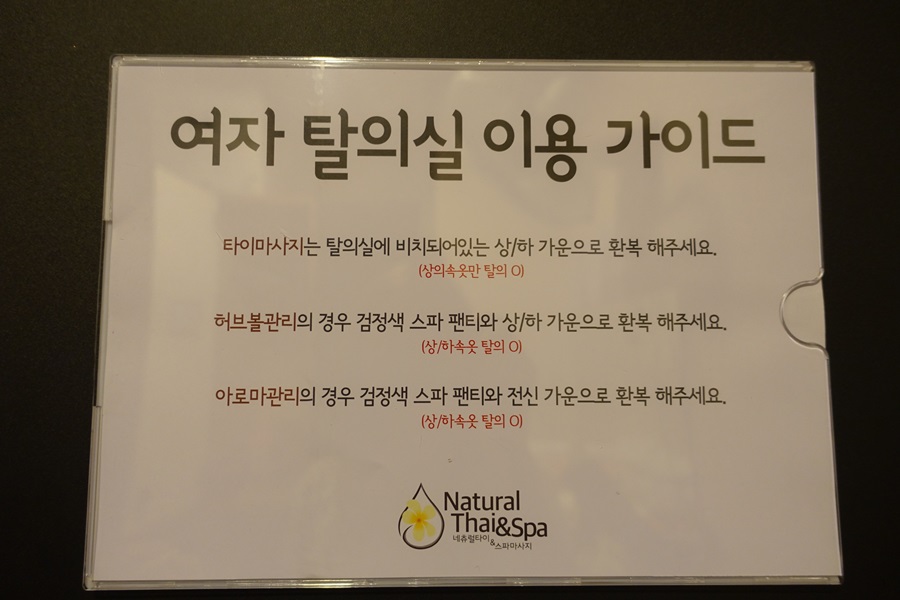 여자 탈의실 이용 가이드
타이마사지는 탈의실에 비치되어있는 상/하 가운으로 환복 해주세요.
(상의속옷만 탈의 O)
허브볼관리의 경우 검정색 스파 팬티와 상/하 가운으로 환복 해주세요.
(상/하속옷 탈의 O)
아로마관리의 경우 검정색 스파 팬티와 전신 가운으로 환복 해주세요.
(상/하속옷 탈의 O)
Natural
Thai&Spa
네츄럴타이&스파마사지